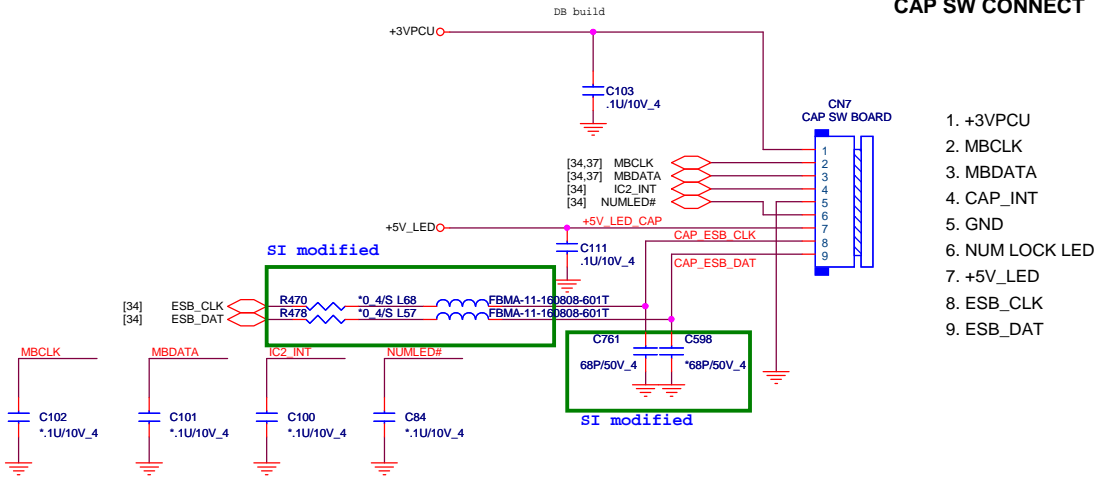 CAP SW CONNECT
DB build
+3VPCU
C103
.1U/10V_4
CN7
CAP SW BOARD
1
2
3
4
5
6
7
8
9
1. +3VPCU
2. MBCLK
3. MBDATA
4. CAP_INT
5. GND
6. NUM LOCK LED
7. +5V_LED
8. ESB_CLK
9. ESB_DAT
[34,37] MBCLK
[34,37] MBDATA
[34] IC2_INT
[34] NUMLED#
+5V_LED
+5V_LED_CAP
C111
.1U/10V_4
CAP_ESB_CLK
CAP_ESB_DAT
SI modified
[34] ESB_CLK R470 *0_4/S L68 FBMA-11-160808-601T
[34] ESB_DAT R478 *0_4/S L57 FBMA-11-160808-601T
C761
68P/50V_4
C598
*68P/50V_4
SI modified
MBCLK
C102
*.1U/10V_4
MBDATA
C101
*.1U/10V_4
IC2_INT
C100
*.1U/10V_4
NUMLED#
C84
*.1U/10V_4